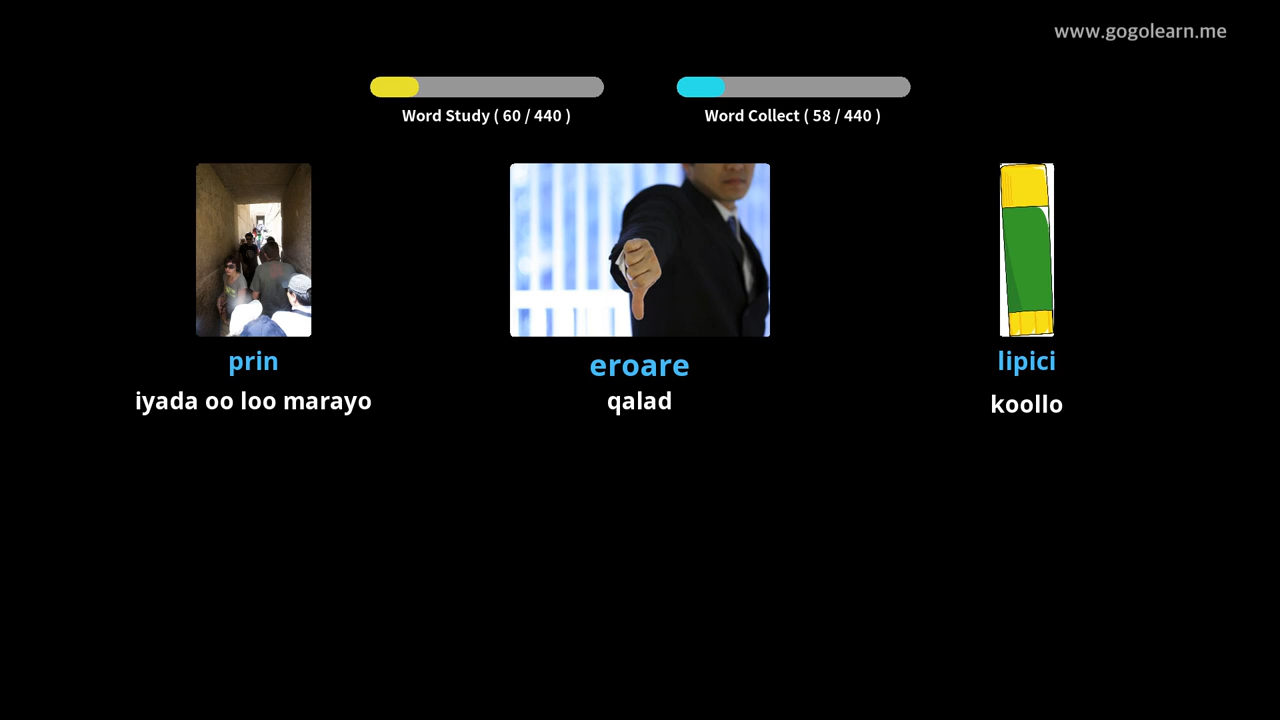 www.gogolearn.me
Word Study ( 60 / 440 )
Word Collect ( 58 / 440 )
prin
iyada oo loo marayo
eroare
qalad
lipici
koollo